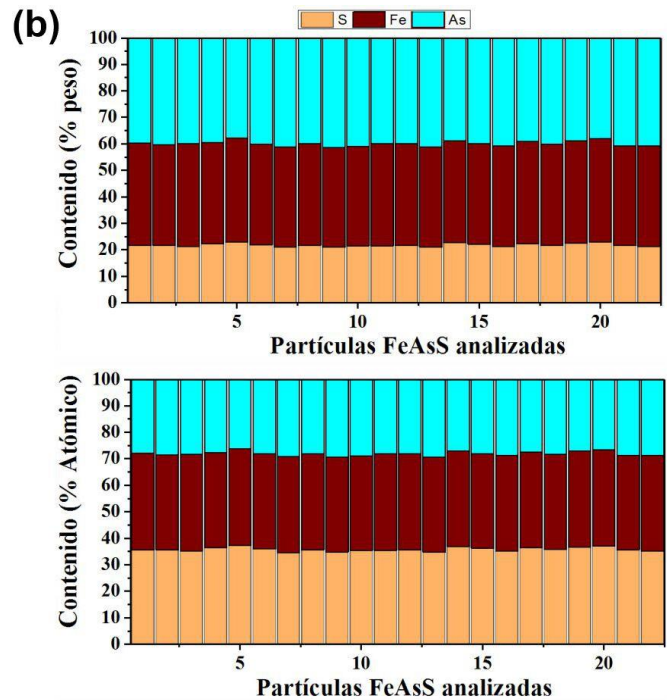 (b)
S Fe As
100
90
80
70
60
50
40
30
20
10
0
Contenido (% peso)
5 10 15 20
Partículas FeAsS analizadas
100
90
80
70
60
50
40
30
20
10
0
Contenido (% Atómico)
5 10 15 20
Partículas FeAsS analizadas